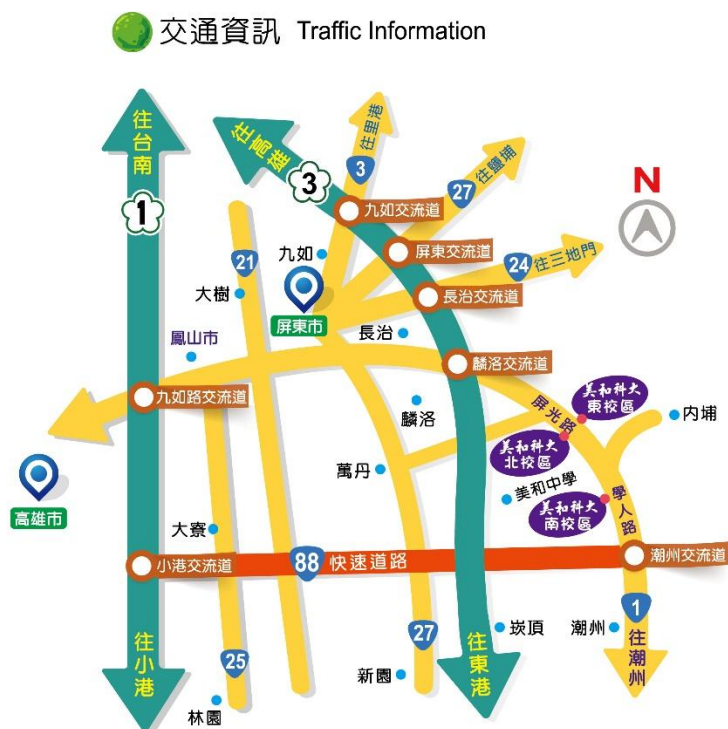 交通資訊 Traffic Information
往台南
往高雄
往里港
3
3
27
往鹽埔
N
1
九如交流道
九如
屏東交流道
21
24
往三地門
大樹
長治交流道
屏東市
長治
鳳山市
麟洛交流道
九如路交流道
美和科大
東校區
屏光路
麟洛
內埔
美和科大
北校區
萬丹
美和中學
高雄市
美和科大
南校區
學人路
大寮
小港交流道
88
快速道路
潮州交流道
往小港
往東港
1
崁頂
潮州
27
往潮州
25
新園
林園